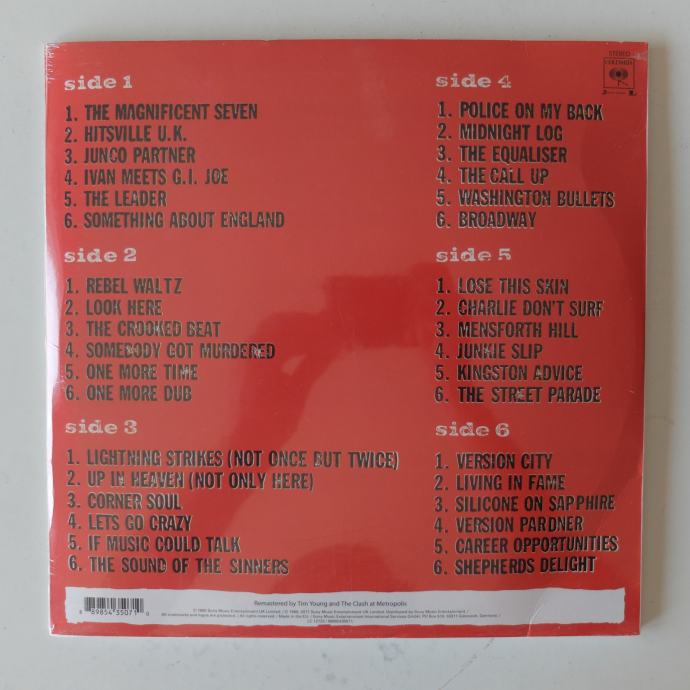 side 1
1. THE MAGNIFICENT SEVEN
2. HITSVILLE U.K.
3. JUNCO PARTNER
4. IVAN MEETS G.I. JOE
5. THE LEADER
6. SOMETHING ABOUT ENGLAND
side 2
1. REBEL WALTZ
2. LOOK HERE
3. THE CROOKED BEAT
4. SOMEBODY GOT MURDERED
5. ONE MORE TIME
6. ONE MORE DUB
side 3
1. LIGHTNING STRIKES (NOT ONCE BUT TWICE)
2. UP IN HEAVEN (NOT ONLY HERE)
3. CORNER SOUL
4. LETS GO CRAZY
5. IF MUSIC COULD TALK
6. THE SOUND OF THE SINNERS
STEREO
COLUMBIA
side 4
1. POLICE ON MY BACK
2. MIDNIGHT LOG
3. THE EQUALISER
4. THE CALL UP
5. WASHINGTON BULLETS
6. BROADWAY
side 5
1. LOSE THIS SKIN
2. CHARLIE DON'T SURF
3. MENSFORTH HILL
4. JUNKIE SLIP
5. KINGSTON ADVICE
6. THE STREET PARADE
side 6
1. VERSION CITY
2. LIVING IN FAME
3. SILICONE ON SAPPHIRE
4. VERSION PARDNER
5. CAREER OPPORTUNITIES
6. SHEPHERDS DELIGHT
Remastered by Tim Young and The Clash at Metropolis
8 89854 35071 0